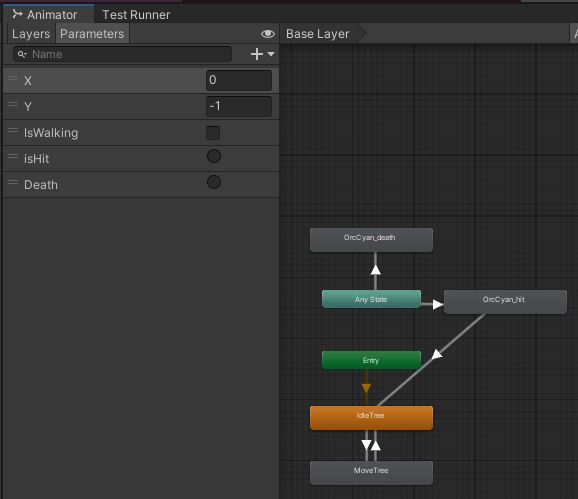 Animator
Test Runner
Layers
Parameters
Base Layer
Name
X
0
Y
-1
IsWalking
isHit
Death
OrcCyan_death
Any State
OrcCyan_hit
Entry
IdleTree
MoveTree